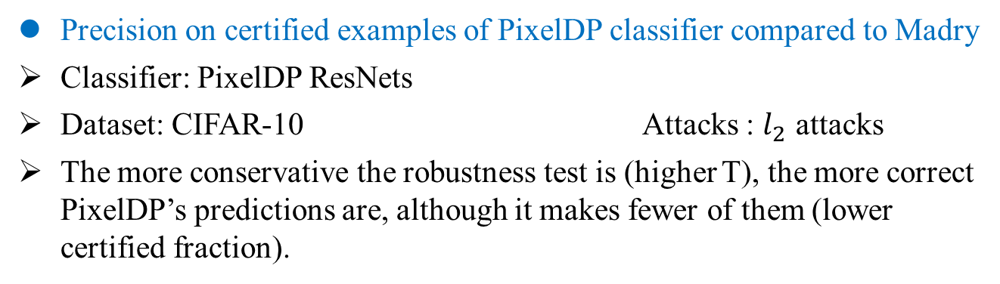 ● Precision on certified examples of PixelDP classifier compared to Madry
➢ Classifier: PixelDP ResNets
➢ Dataset: CIFAR-10 Attacks : l₂ attacks
➢ The more conservative the robustness test is (higher T), the more correct
PixelDP’s predictions are, although it makes fewer of them (lower
certified fraction).